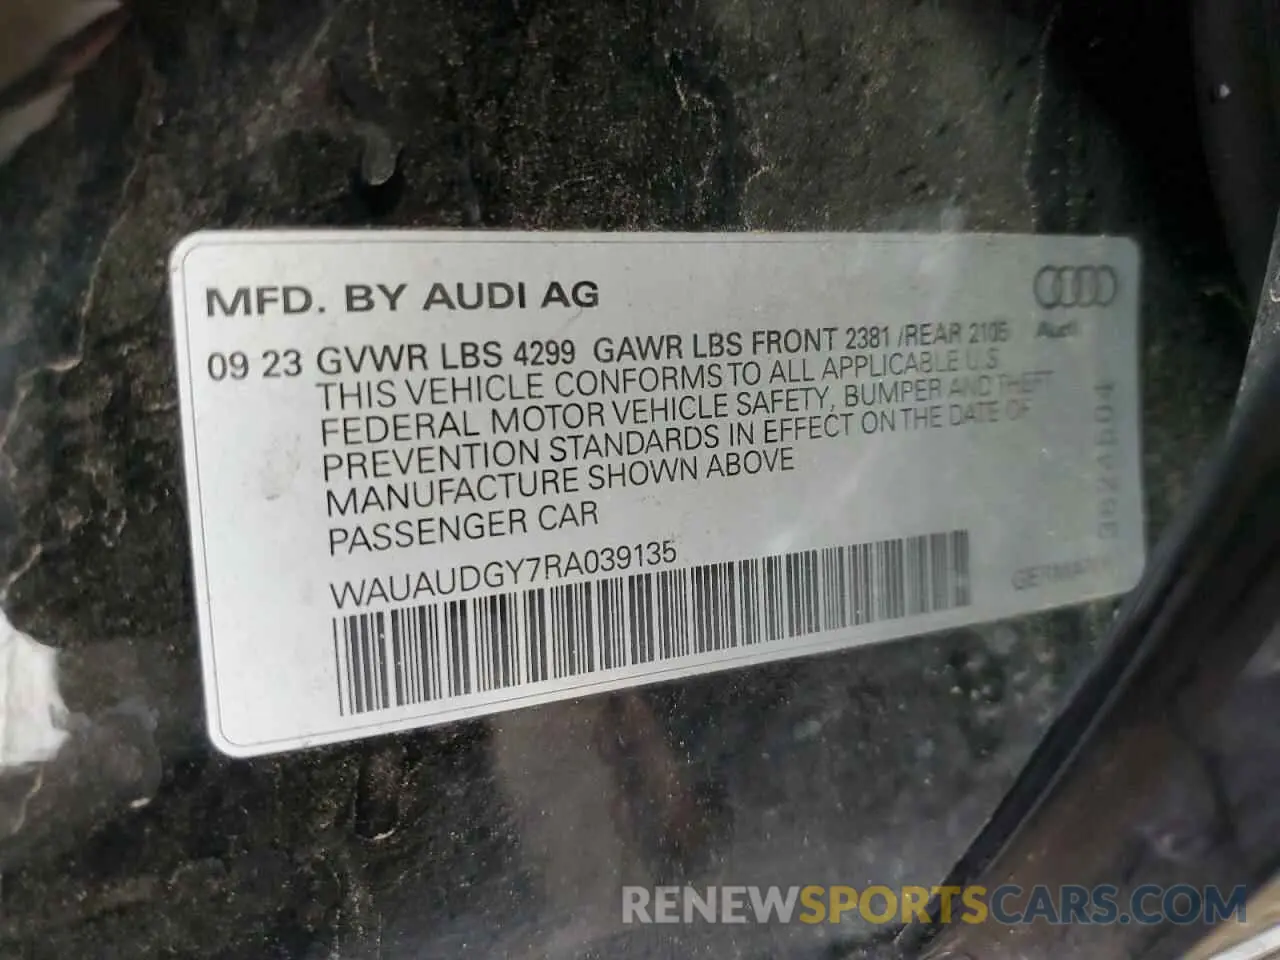 MFD. BY AUDI AG
Audi
09 23 GVWR LBS 4299 GAWR LBS FRONT 2381 /REAR 2105
THIS VEHICLE CONFORMS TO ALL APPLICABLE U.S
FEDERAL MOTOR VEHICLE SAFETY, BUMPER AND THEFT
PREVENTION STANDARDS IN EFFECT ON THE DATE OF
MANUFACTURE SHOWN ABOVE
PASSENGER CAR
WAUAUDGY7RA039135
GERMANY
RENEWSPORTSCARS.COM